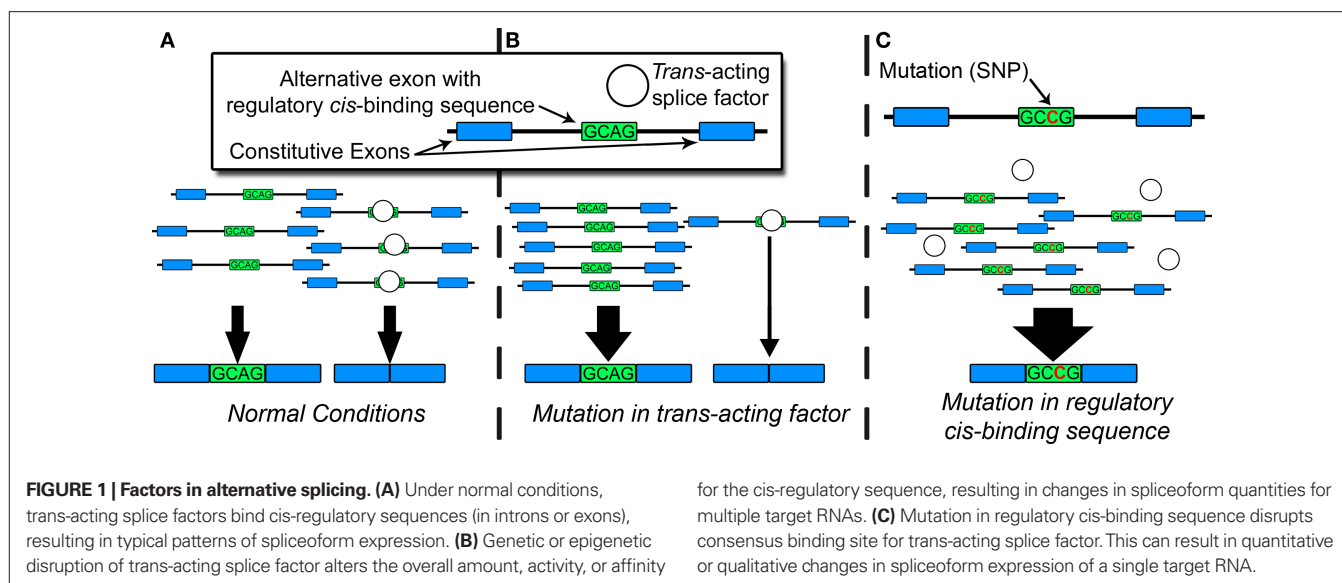 A
B
C
Alternative exon with
regulatory cis-binding sequence
Trans-acting
splice factor
GCAG
Constitutive Exons
Mutation (SNP)
GCCG
GCAG
GCAG
GCAG
GCAG
GCAG
GCAG
GCAG
GCAG
GCCG
GCCG
GCCG
GCCG
GCCG
GCCG
GCAG
GCAG
GCCG
Normal Conditions
Mutation in trans-acting factor
Mutation in regulatory
cis-binding sequence
FIGURE 1 | Factors in alternative splicing. (A) Under normal conditions,
trans-acting splice factors bind cis-regulatory sequences (in introns or exons),
resulting in typical patterns of spliceoform expression. (B) Genetic or epigenetic
disruption of trans-acting splice factor alters the overall amount, activity, or affinity
for the cis-regulatory sequence, resulting in changes in spliceoform quantities for
multiple target RNAs. (C) Mutation in regulatory cis-binding sequence disrupts
consensus binding site for trans-acting splice factor. This can result in quantitative
or qualitative changes in spliceoform expression of a single target RNA.